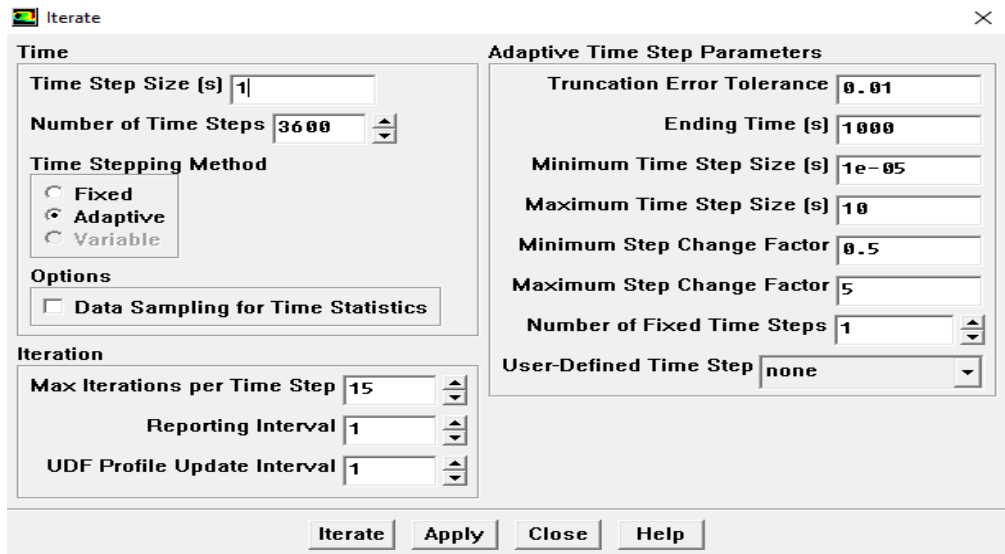 Iterate
Time
Time Step Size (s) 1
Number of Time Steps 3600
Time Stepping Method
Fixed
Adaptive
Variable
Options
Data Sampling for Time Statistics
Iteration
Max Iterations per Time Step 15
Reporting Interval 1
UDF Profile Update Interval 1
Adaptive Time Step Parameters
Truncation Error Tolerance 0.01
Ending Time (s) 1000
Minimum Time Step Size (s) 1e-05
Maximum Time Step Size (s) 10
Minimum Step Change Factor 0.5
Maximum Step Change Factor 5
Number of Fixed Time Steps 1
User-Defined Time Step none
Iterate Apply Close Help